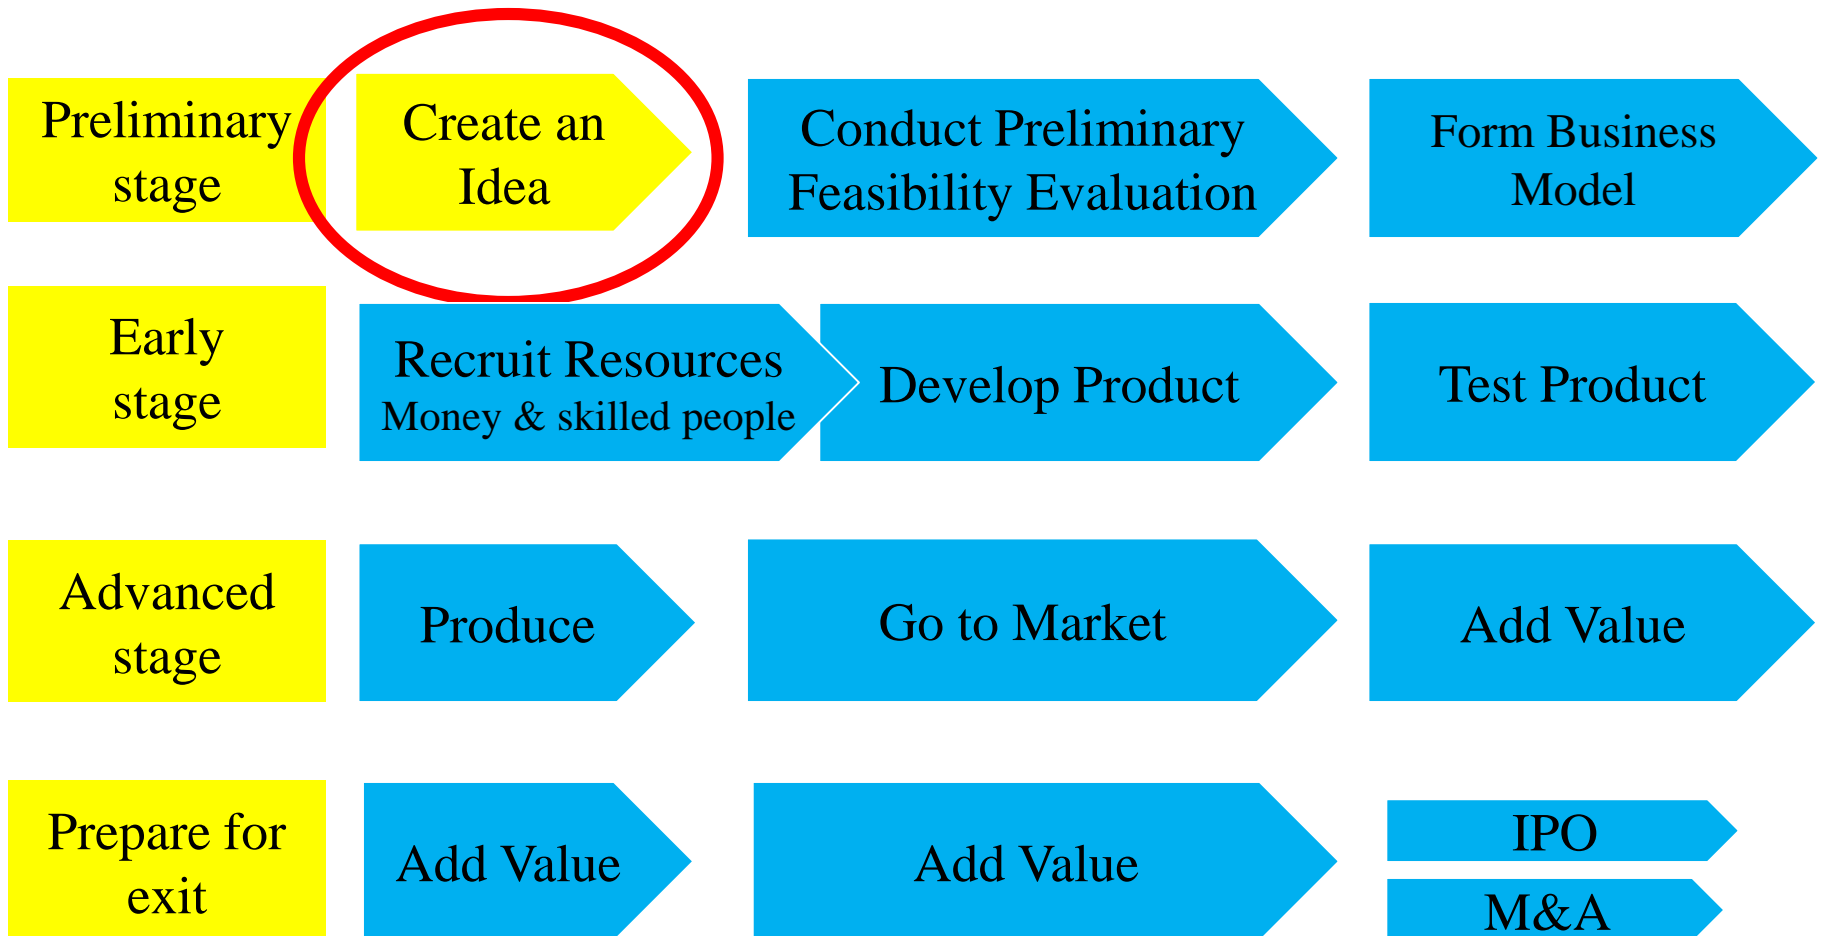 Preliminary
stage
Create an
Idea
Conduct Preliminary
Feasibility Evaluation
Form Business
Model
Early
stage
Recruit Resources
Money & skilled people
Develop Product
Test Product
Advanced
stage
Produce
Go to Market
Add Value
Prepare for
exit
Add Value
Add Value
IPO
M&A